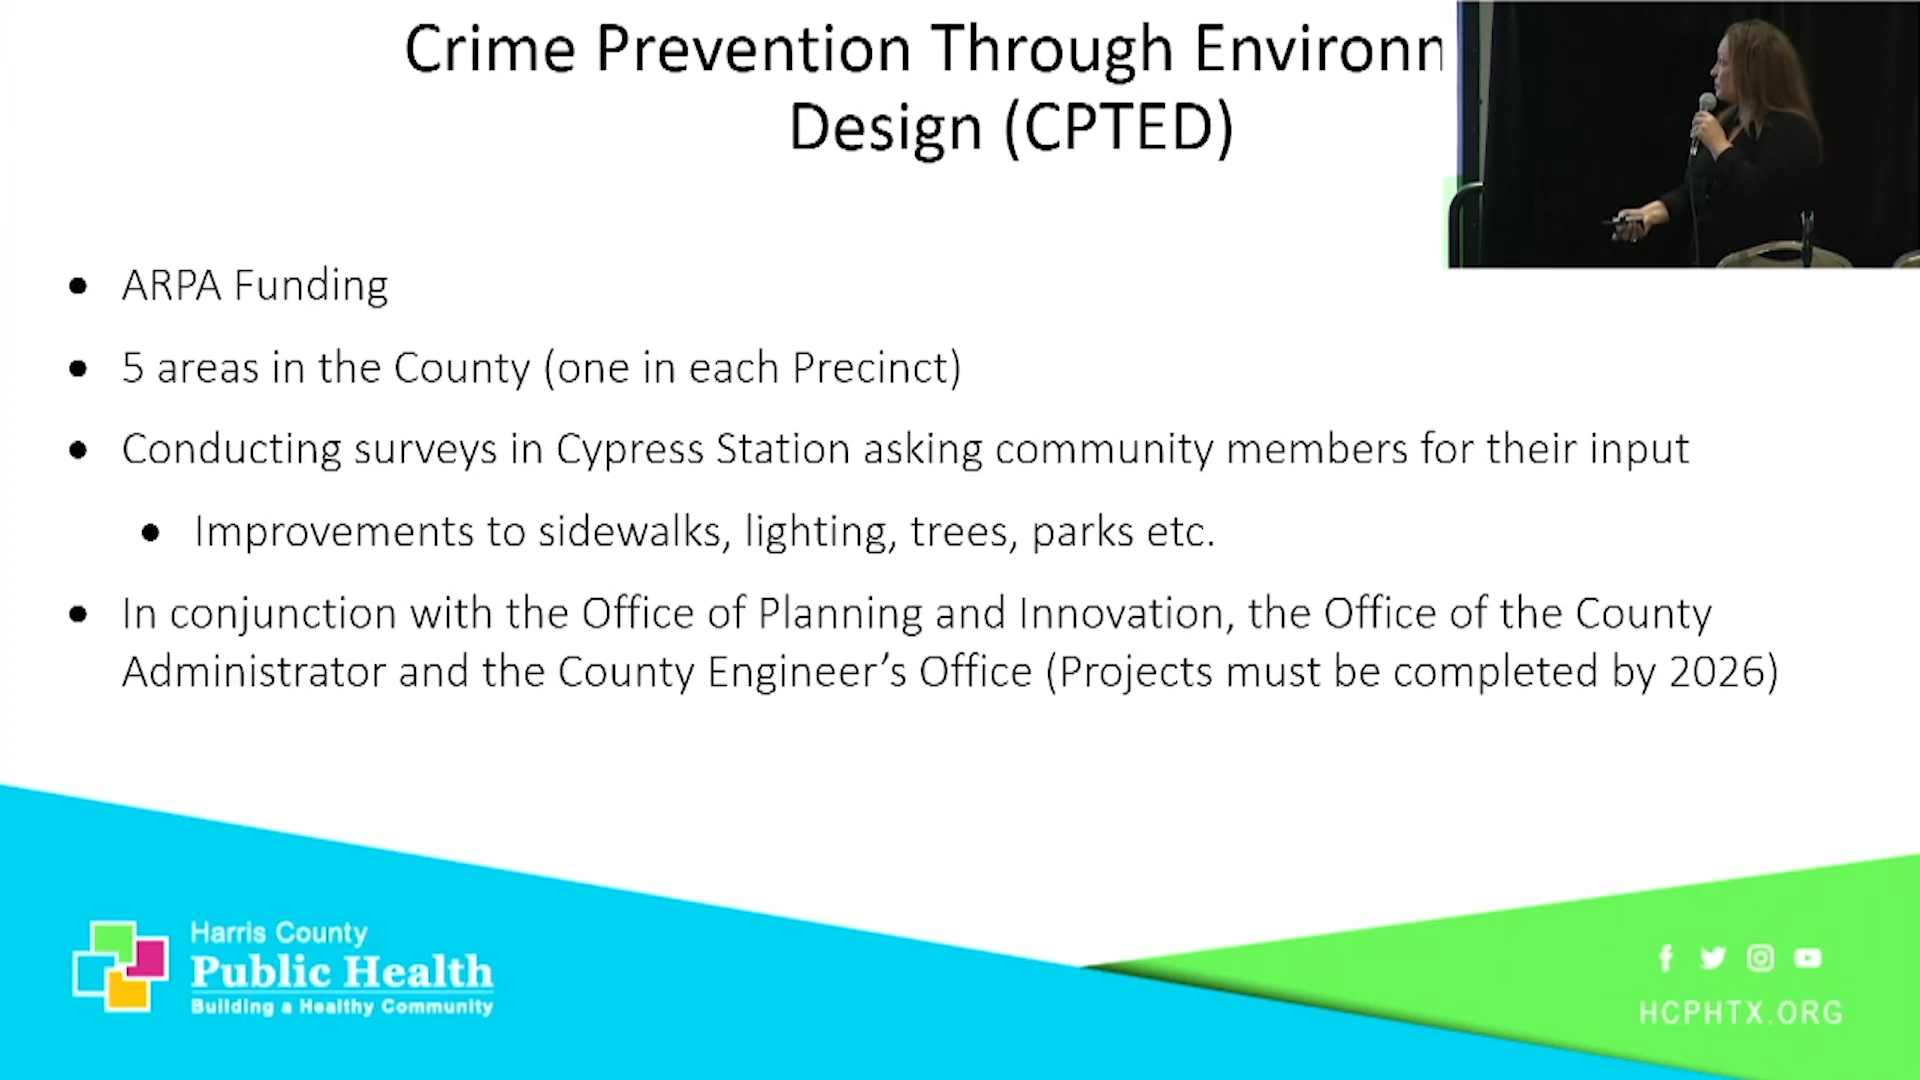 Crime Prevention Through Environn
Design (CPTED)
• ARPA Funding
• 5 areas in the County (one in each Precinct)
• Conducting surveys in Cypress Station asking community members for their input
• Improvements to sidewalks, lighting, trees, parks etc.
• In conjunction with the Office of Planning and Innovation, the Office of the County
Administrator and the County Engineer’s Office (Projects must be completed by 2026)
Harris County
Public Health
Building a Healthy Community
HCPHTX.ORG